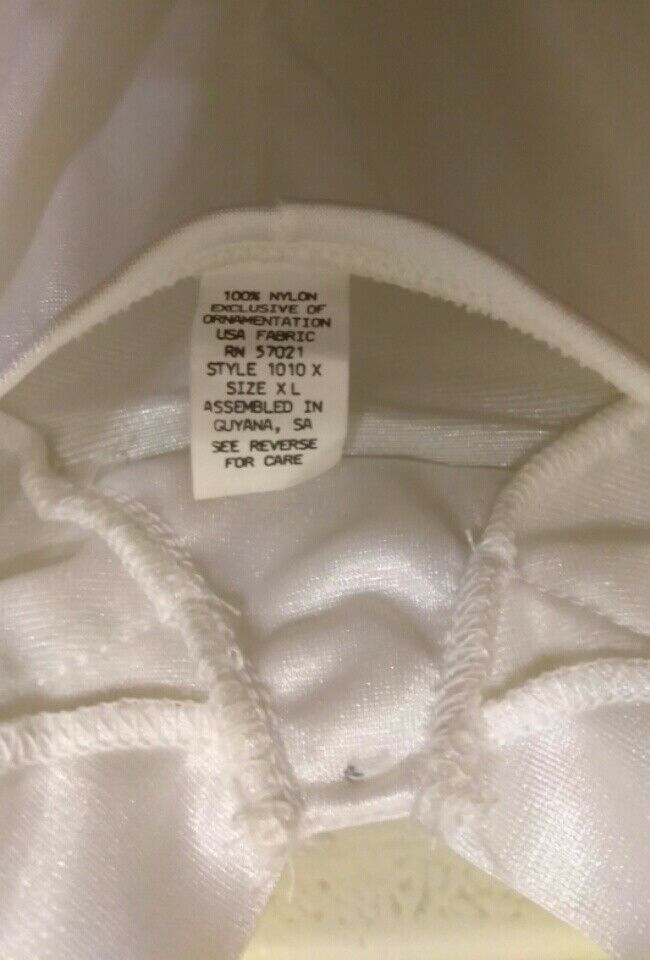 100% NYLON
EXCLUSIVE OF
ORNAMENTATION
USA FABRIC
RN 57021
STYLE 1010 X
SIZE XL
ASSEMBLED IN
GUYANA, SA
SEE REVERSE
FOR CARE